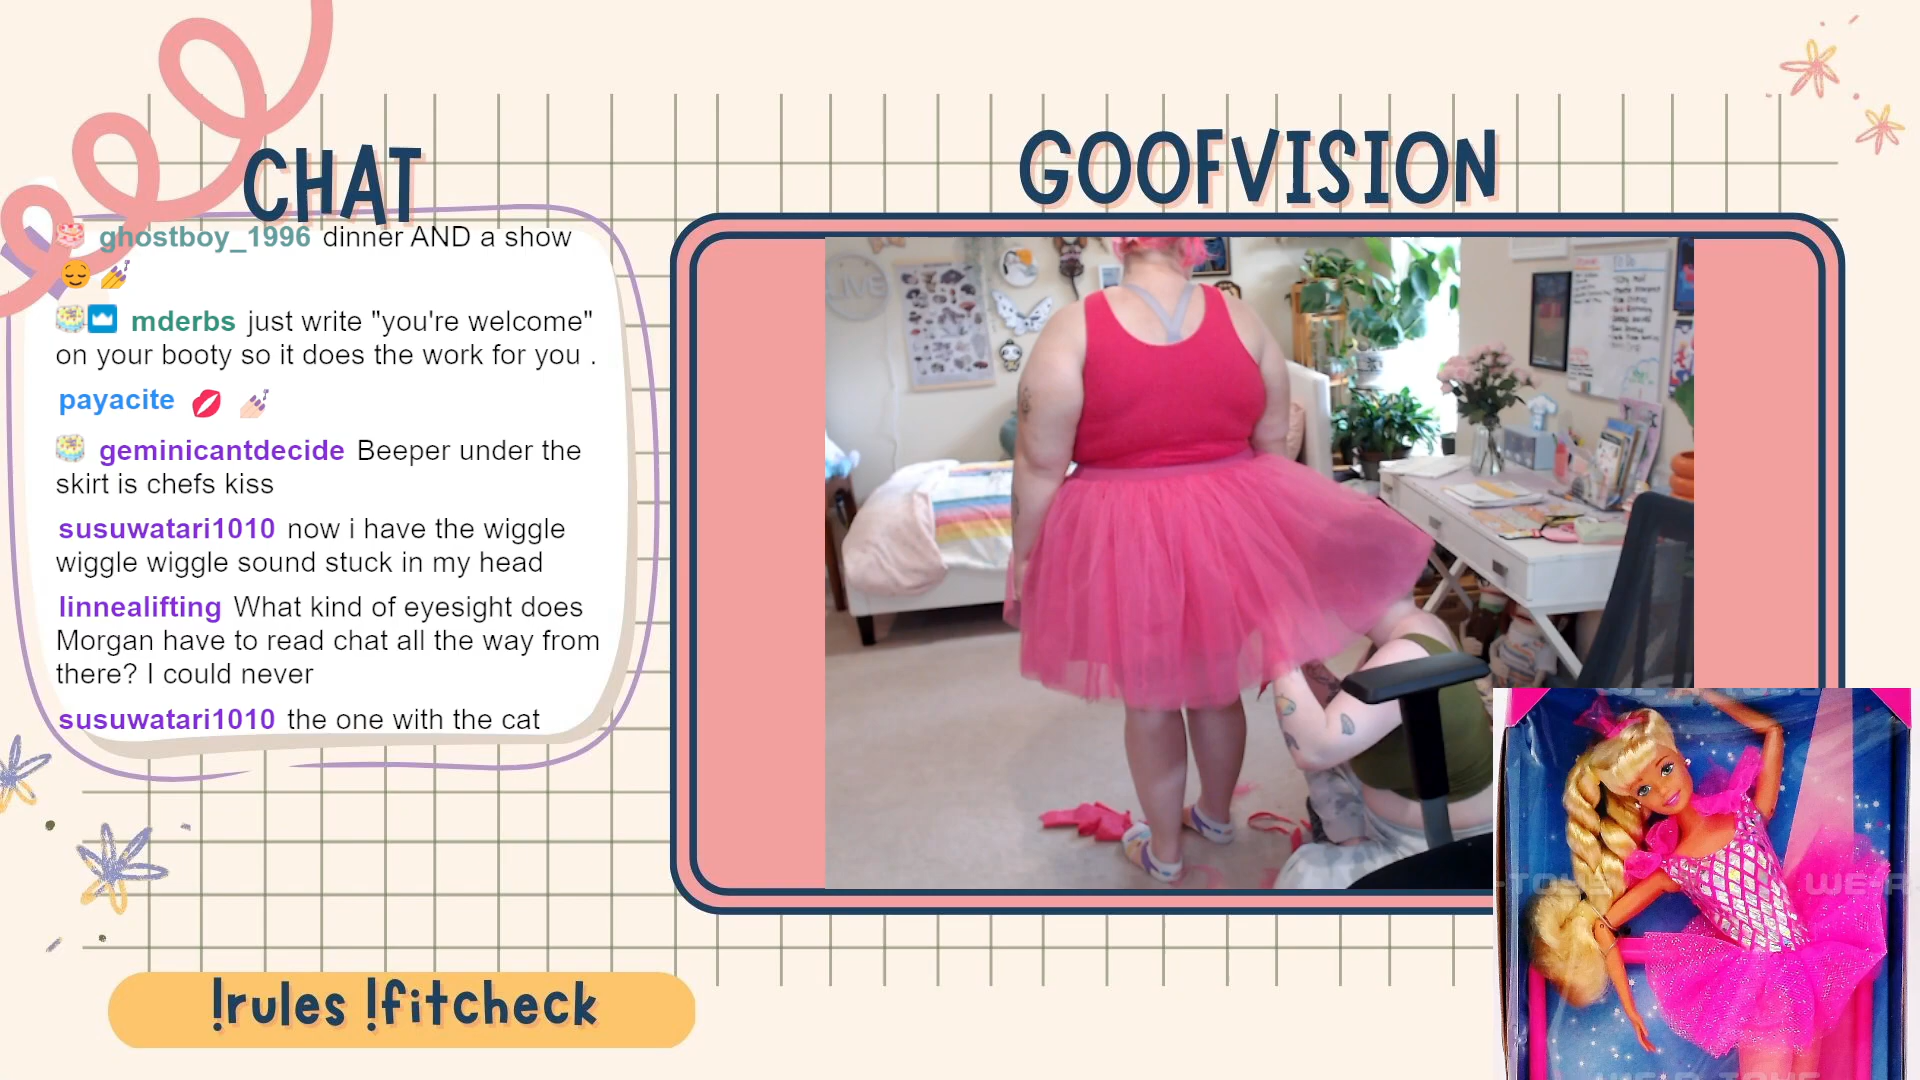 CHAT
GOOFVISION
ghostboy_1996 dinner AND a show
mderbs just write "you're welcome"
on your booty so it does the work for you .
payacite
geminicantdecide Beeper under the
skirt is chefs kiss
susuwatari1010 now i have the wiggle
wiggle wiggle sound stuck in my head
linnealifting What kind of eyesight does
Morgan have to read chat all the way from
there? I could never
susuwatari1010 the one with the cat
LIVE
!rules !fitcheck